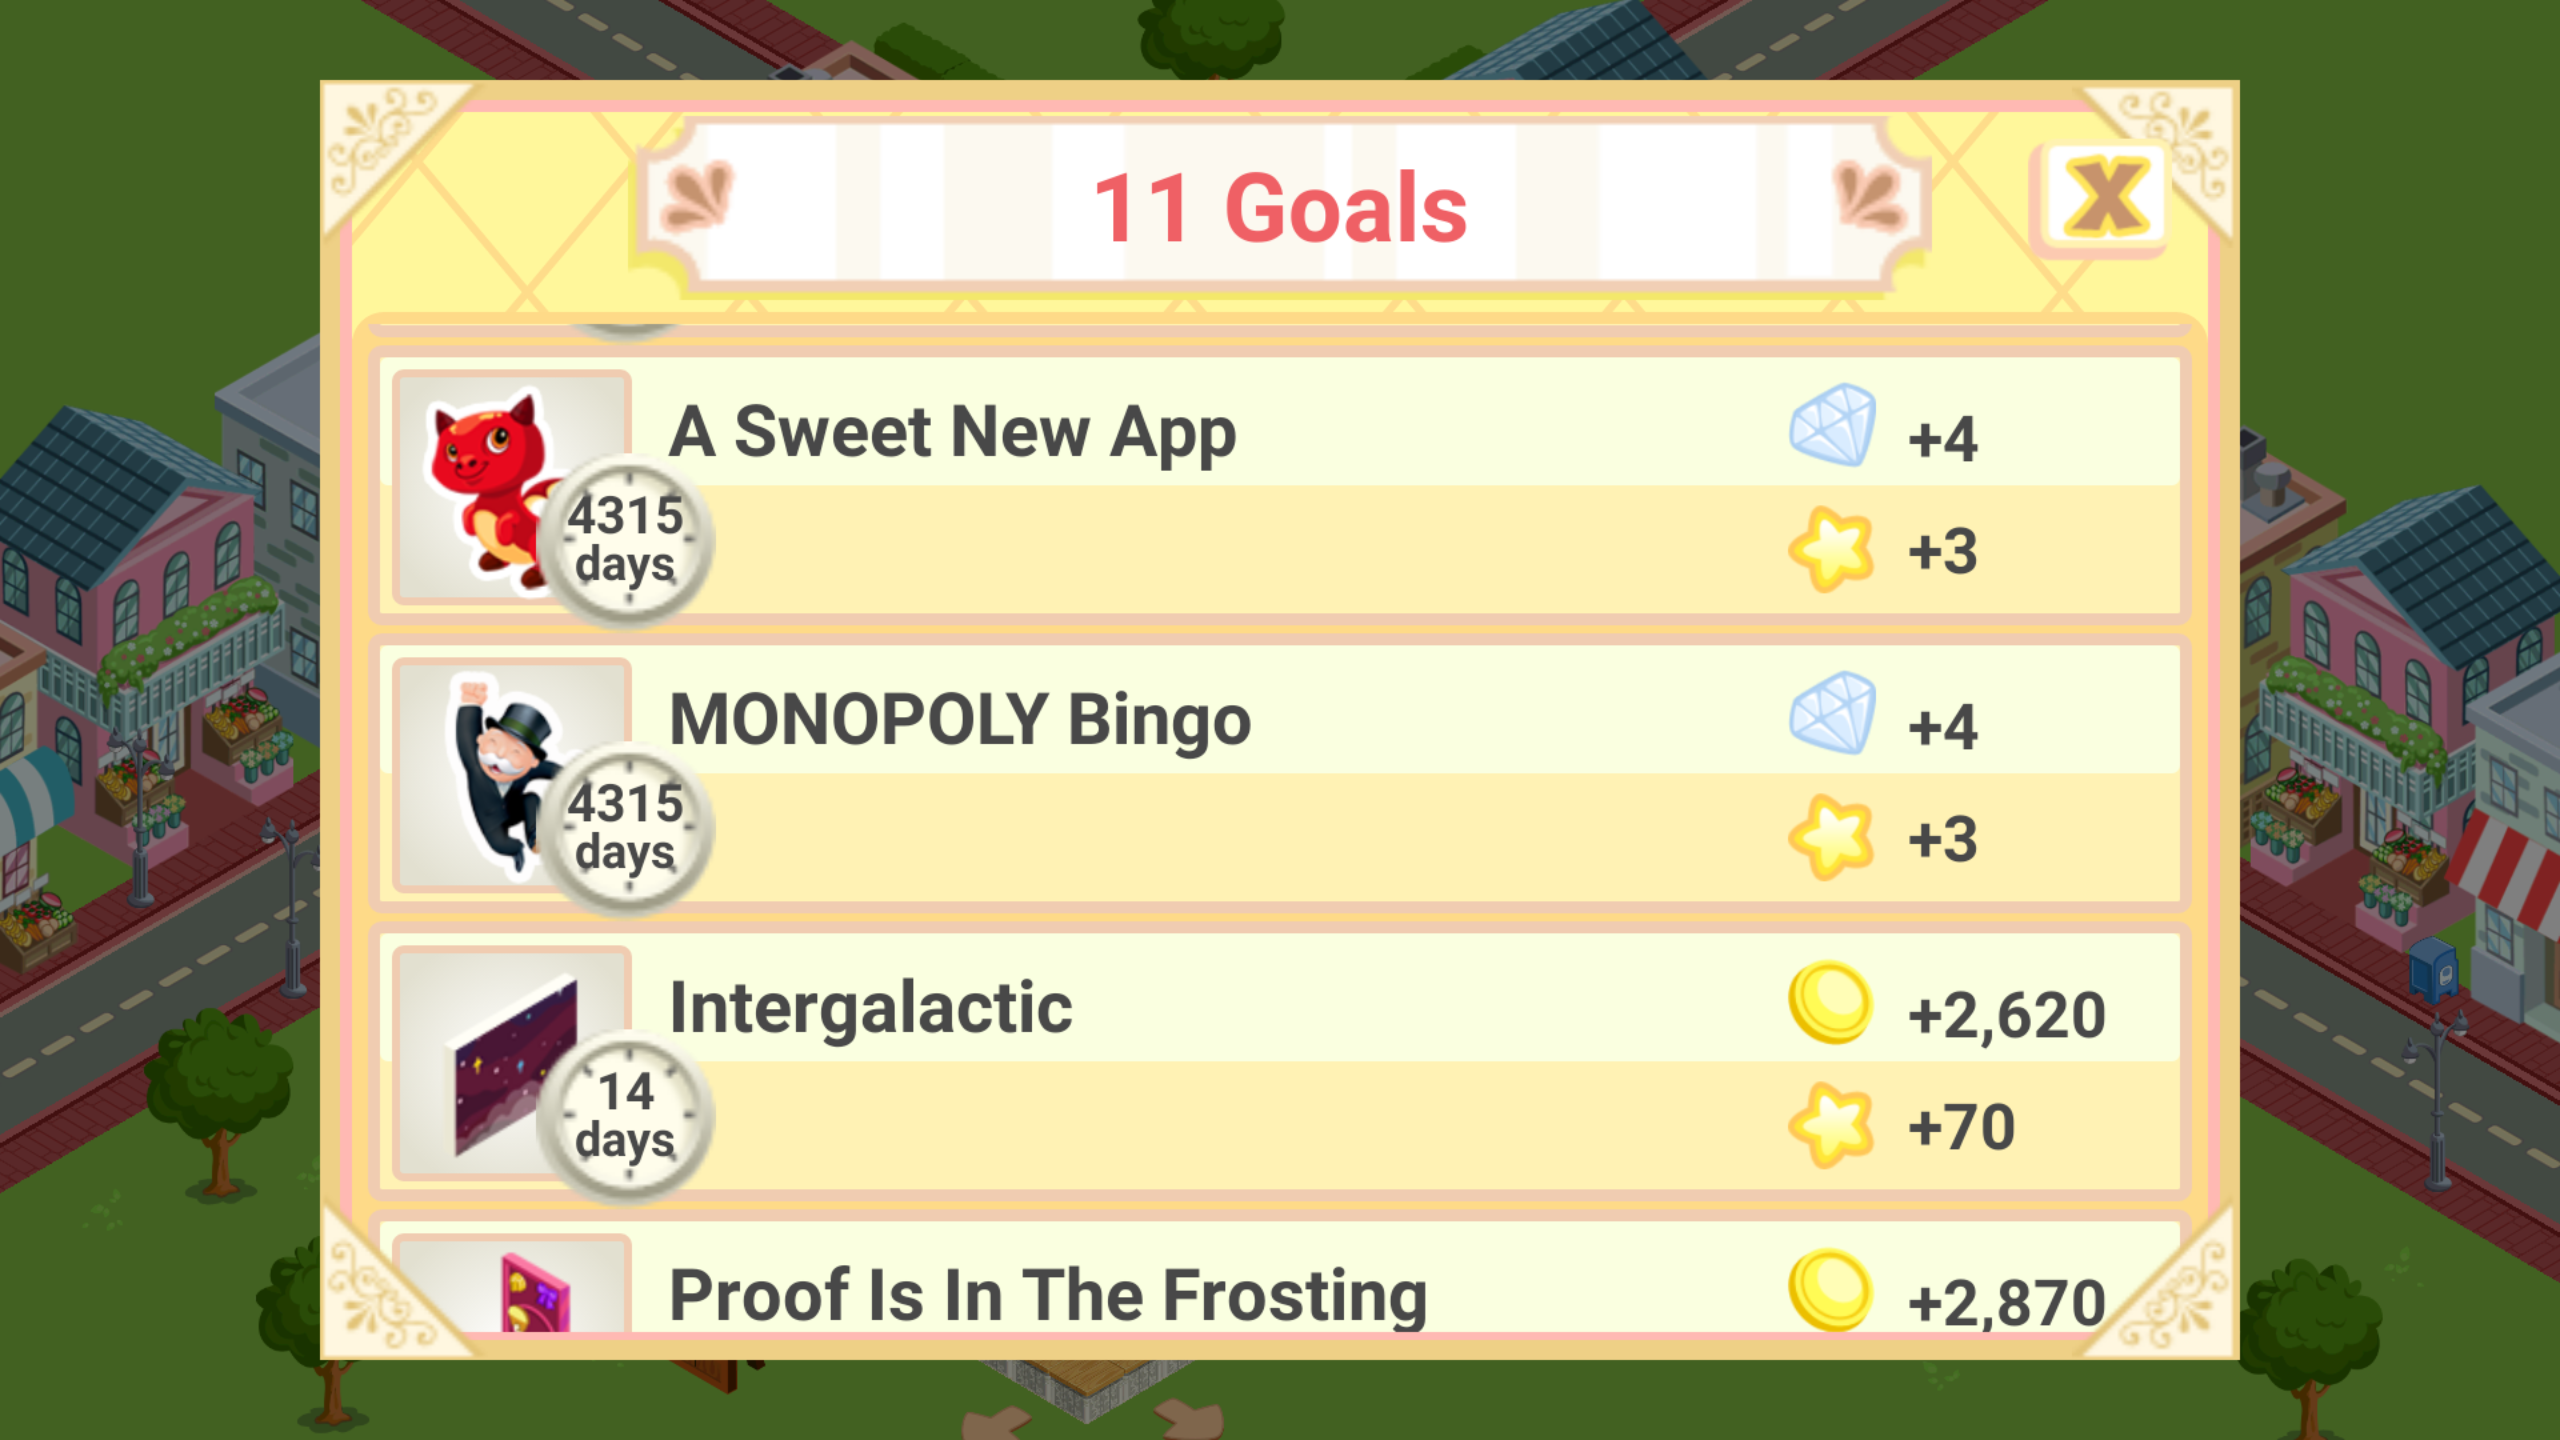 11 Goals
X
A Sweet New App
+4
4315
days
+3
MONOPOLY Bingo
+4
4315
days
+3
Intergalactic
+2,620
14
days
+70
Proof Is In The Frosting
+2,870